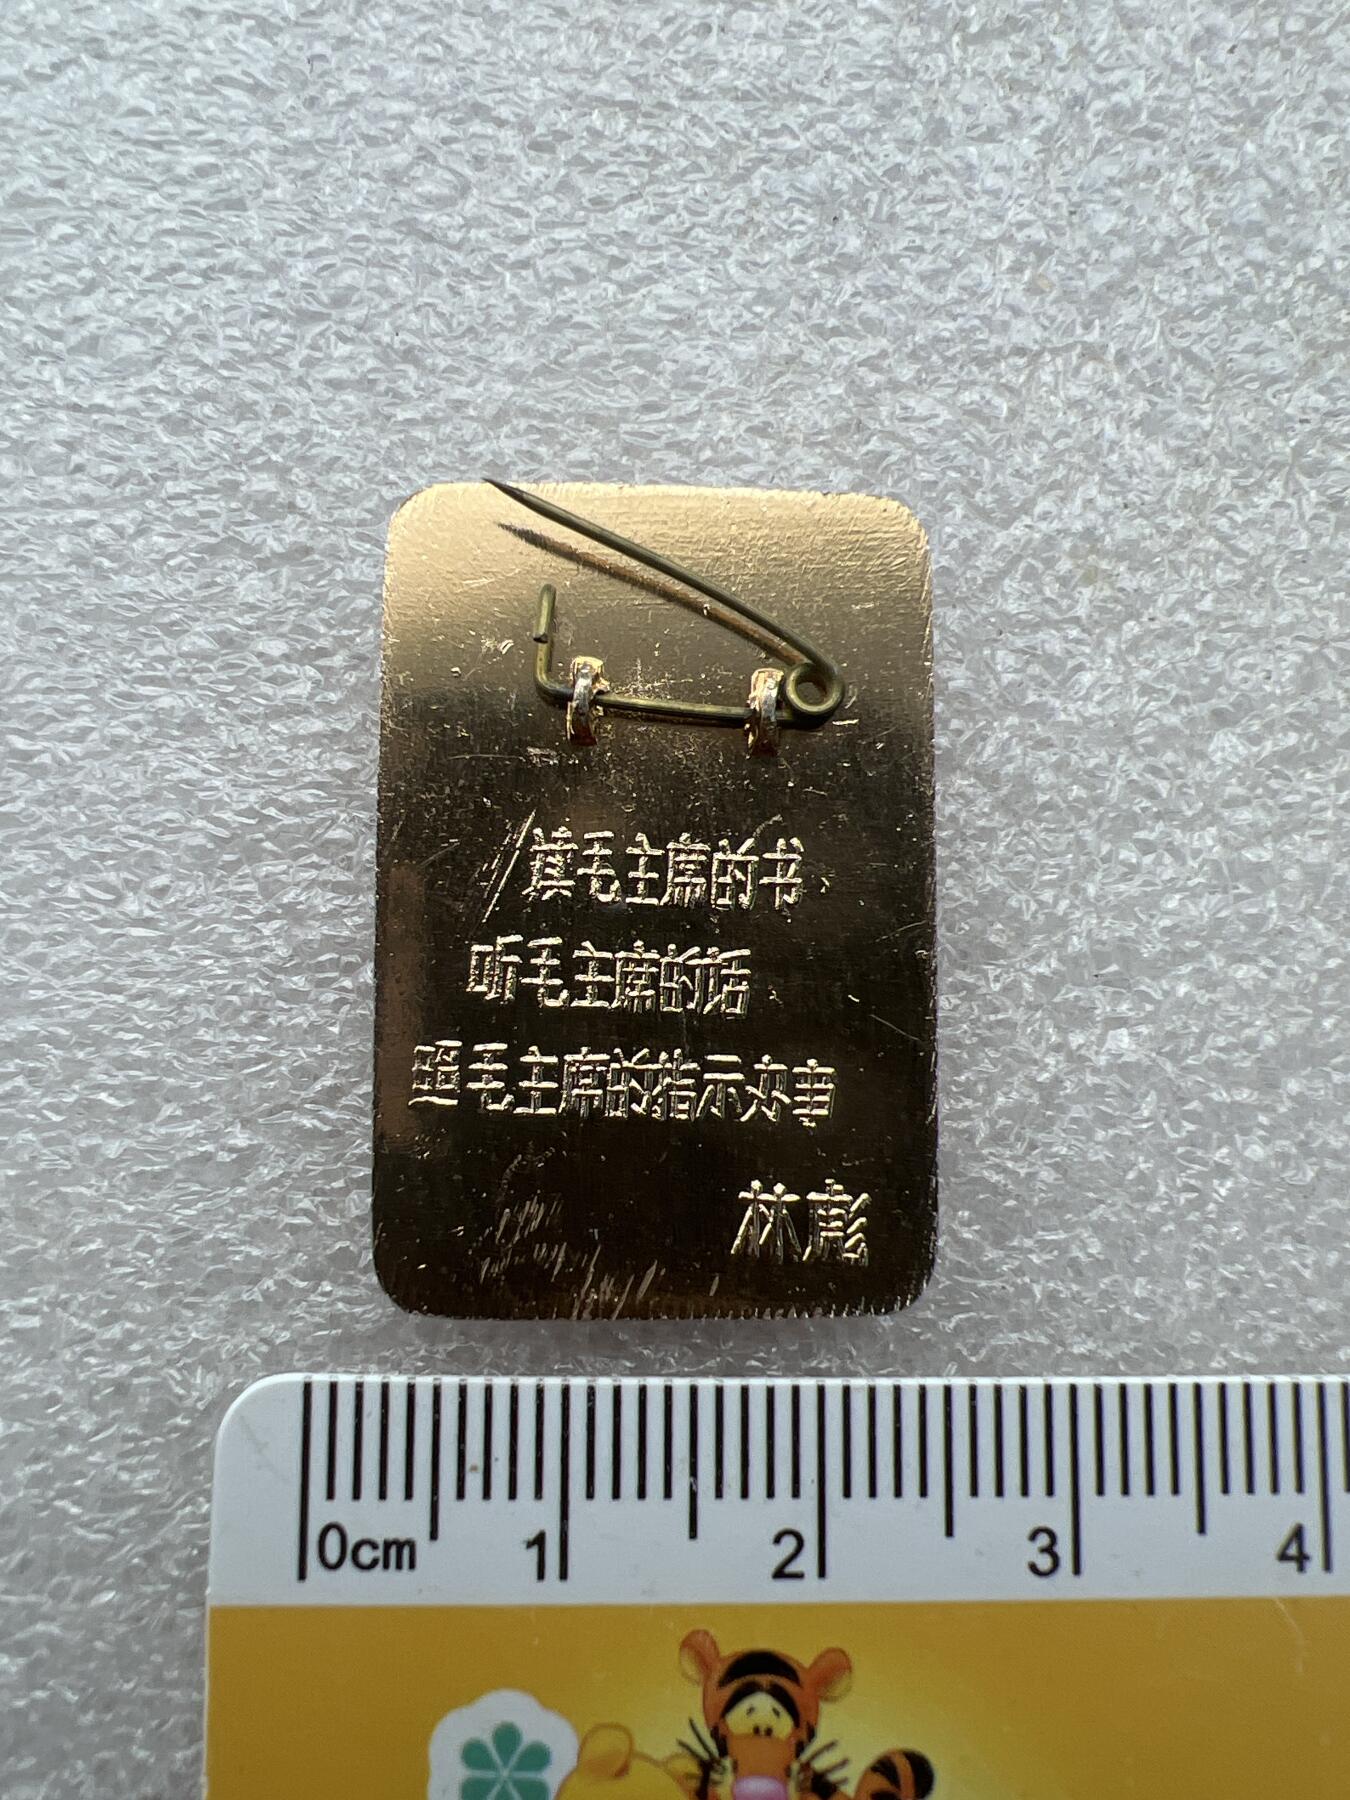 读毛主席的书
听毛主席的话
照毛主席的指示办事
林彪
0cm 1 2 3 4